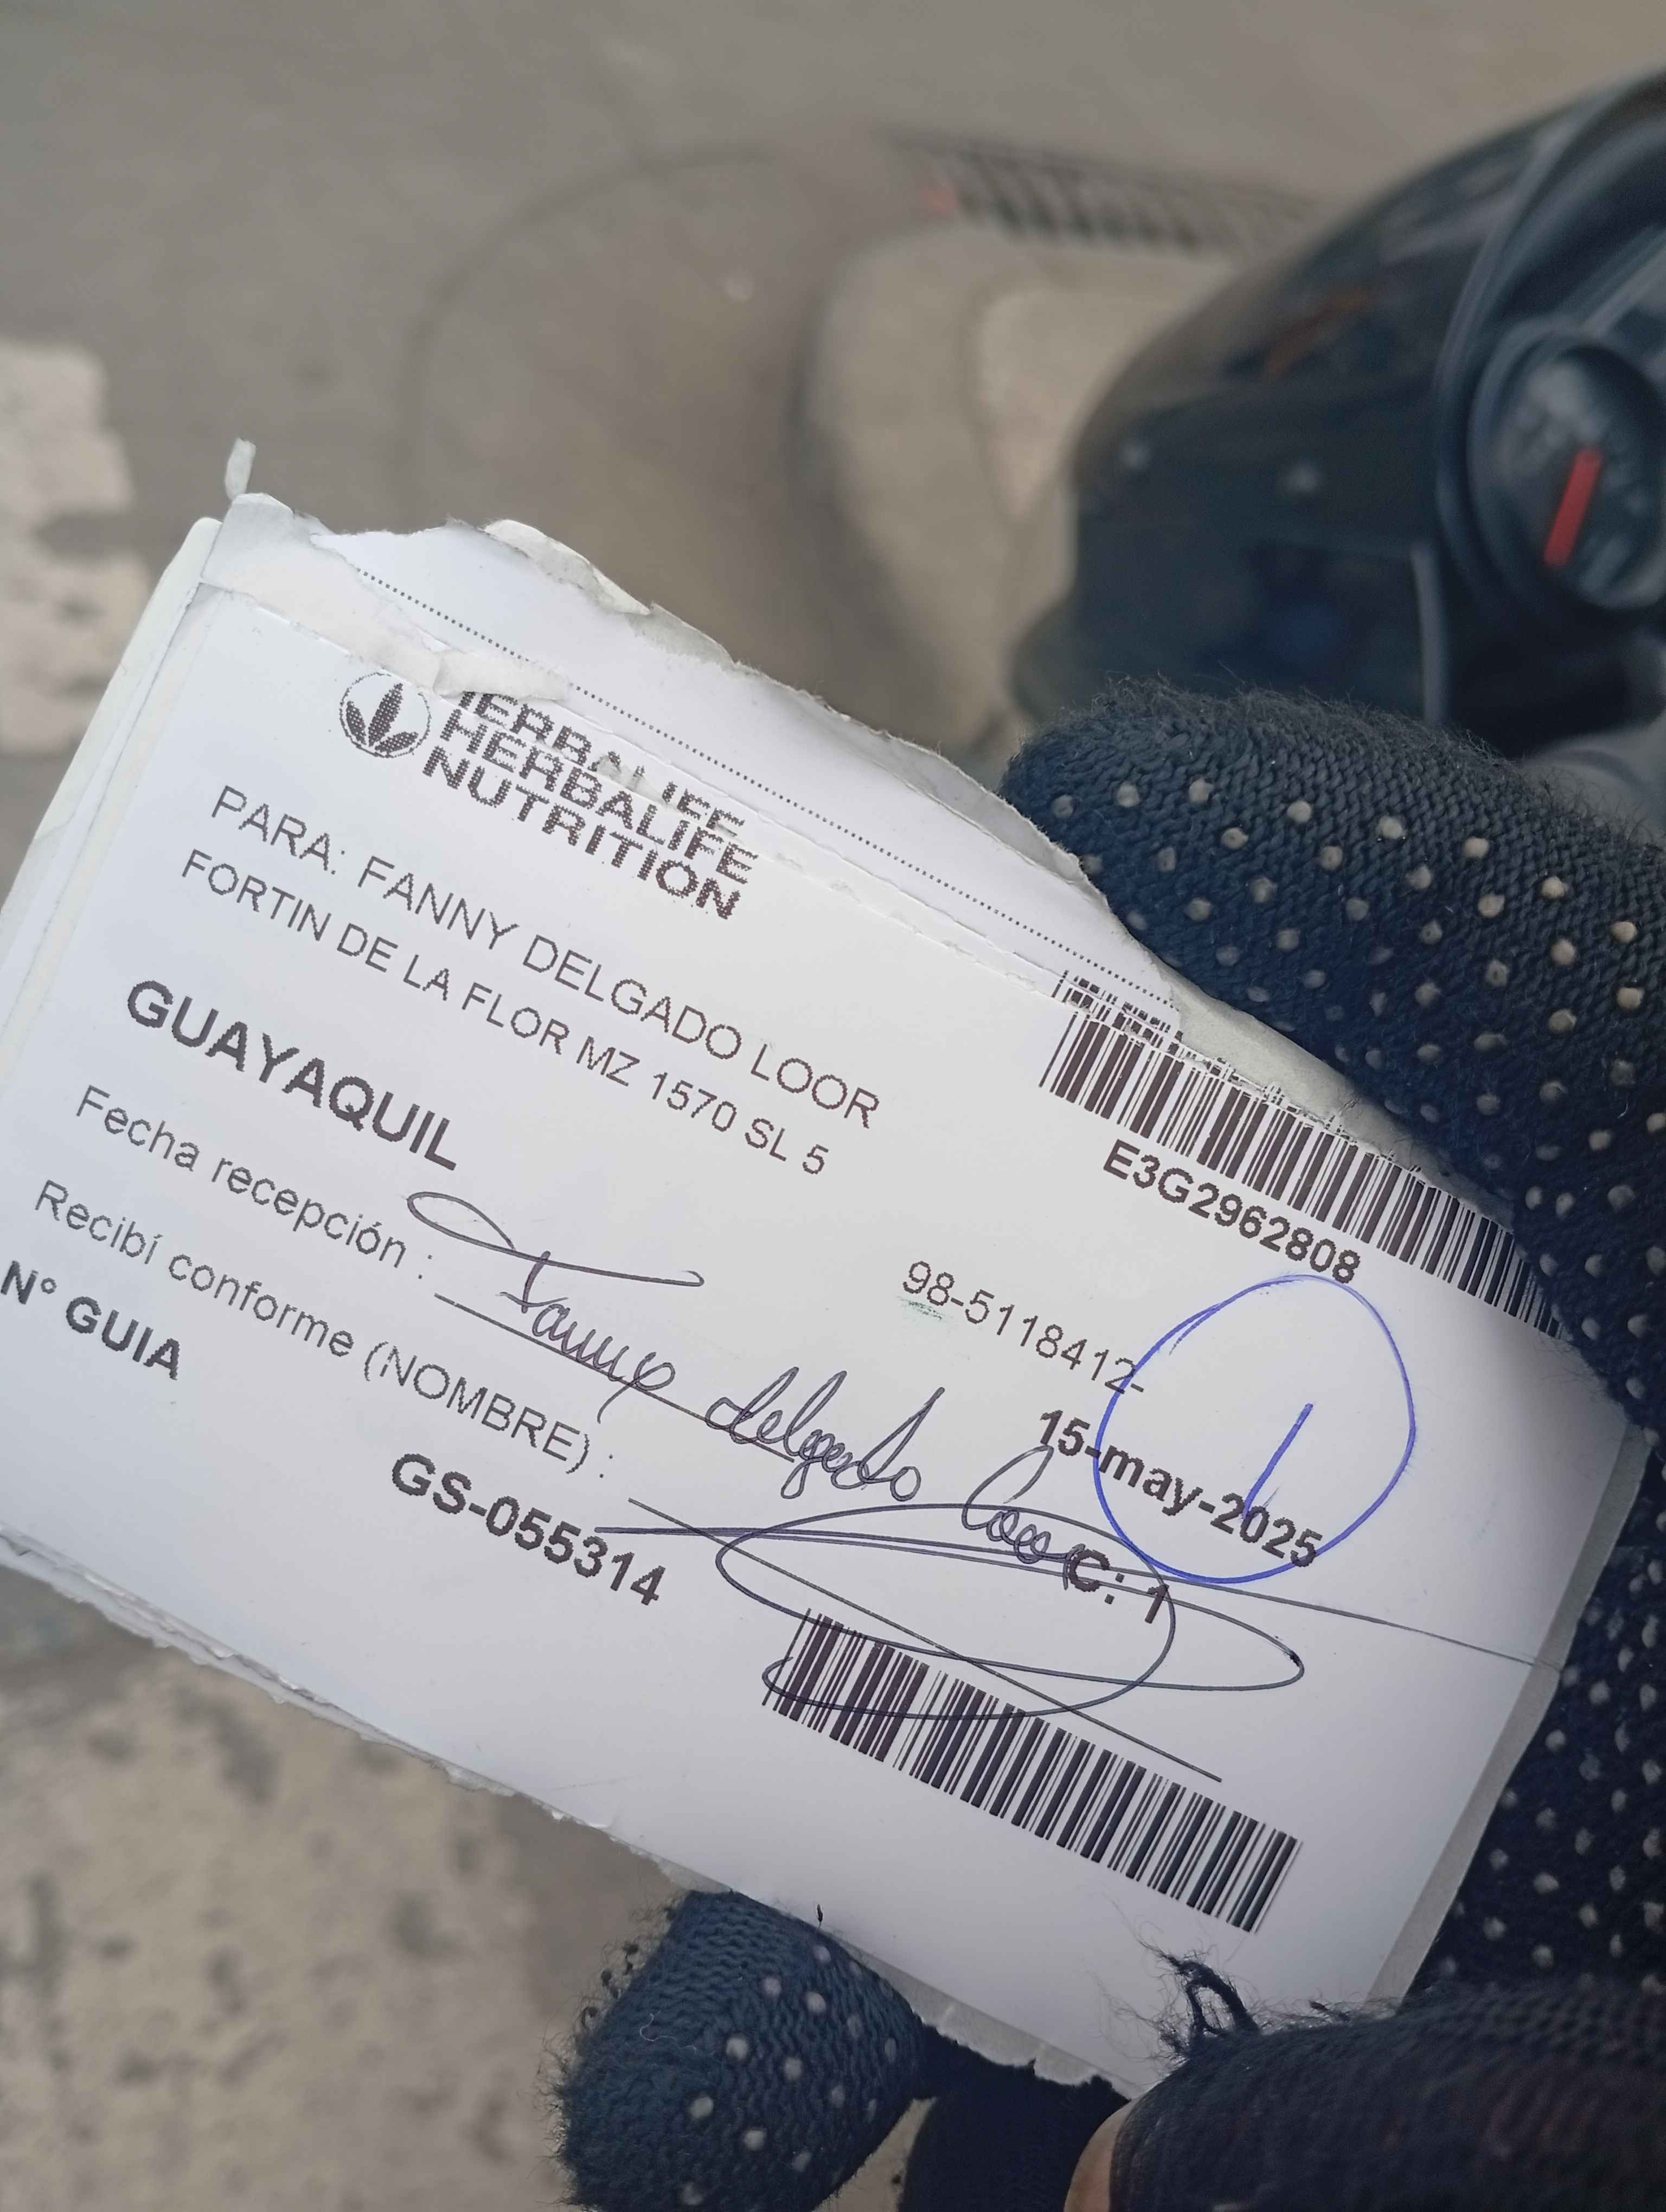 HERBALIFE
HERBALIFE
NUTRITION
PARA: FANNY DELGADO LOOR
FORTIN DE LA FLOR MZ 1570 SL 5
E3G2962808
GUAYAQUIL
98-5118412-
Fecha recepción :
15-may-2025
1
Fanny delgado Loor
Recibí conforme (NOMBRE) :
C: 1
N° GUIA
GS-055314